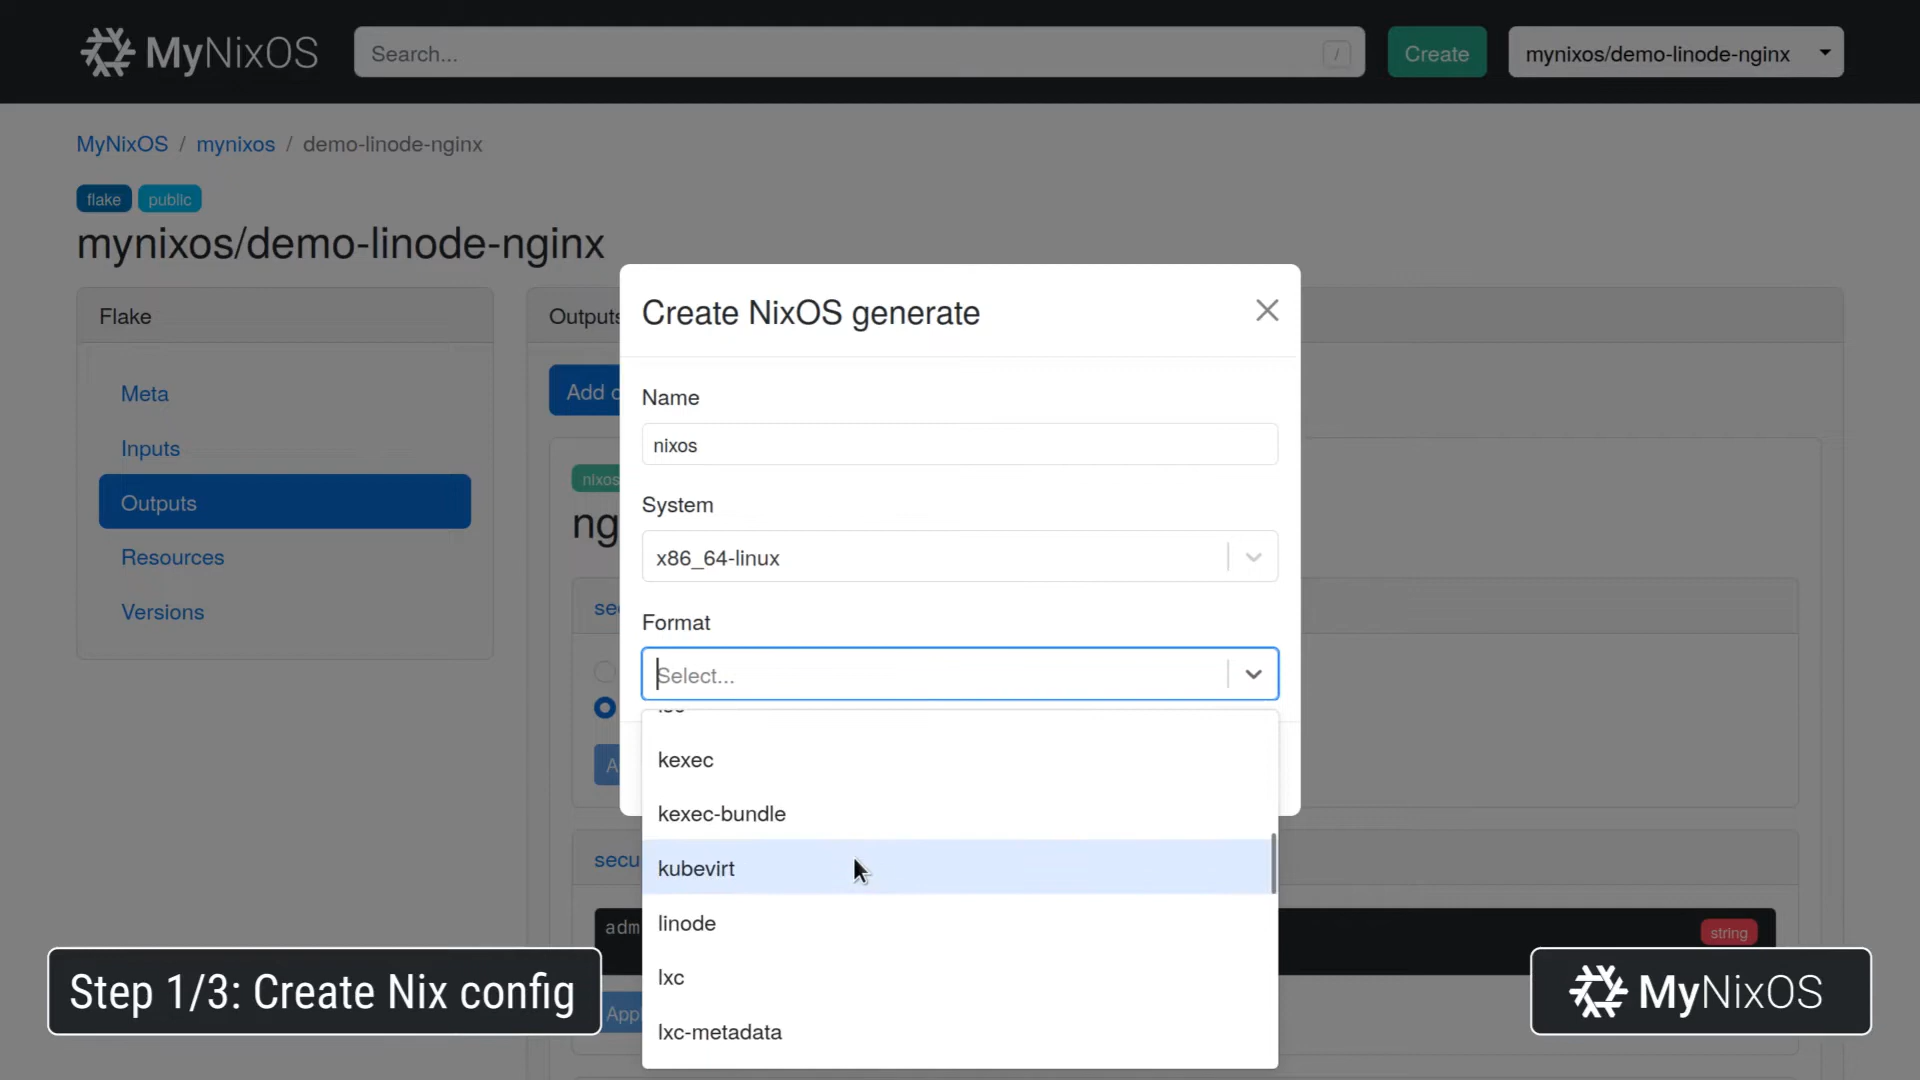 MyNixOS
Search...
/
Create
mynixos/demo-linode-nginx
MyNixOS / mynixos / demo-linode-nginx
flake
public
mynixos/demo-linode-nginx
Flake
Meta
Inputs
Outputs
Resources
Versions
Outputs
Add
nixos
ng
Create NixOS generate
Name
nixos
System
x86_64-linux
Format
Select...
kexec
kexec-bundle
kubevirt
linode
lxc
lxc-metadata
secu
adm
string
App
Step 1/3: Create Nix config
MyNixOS